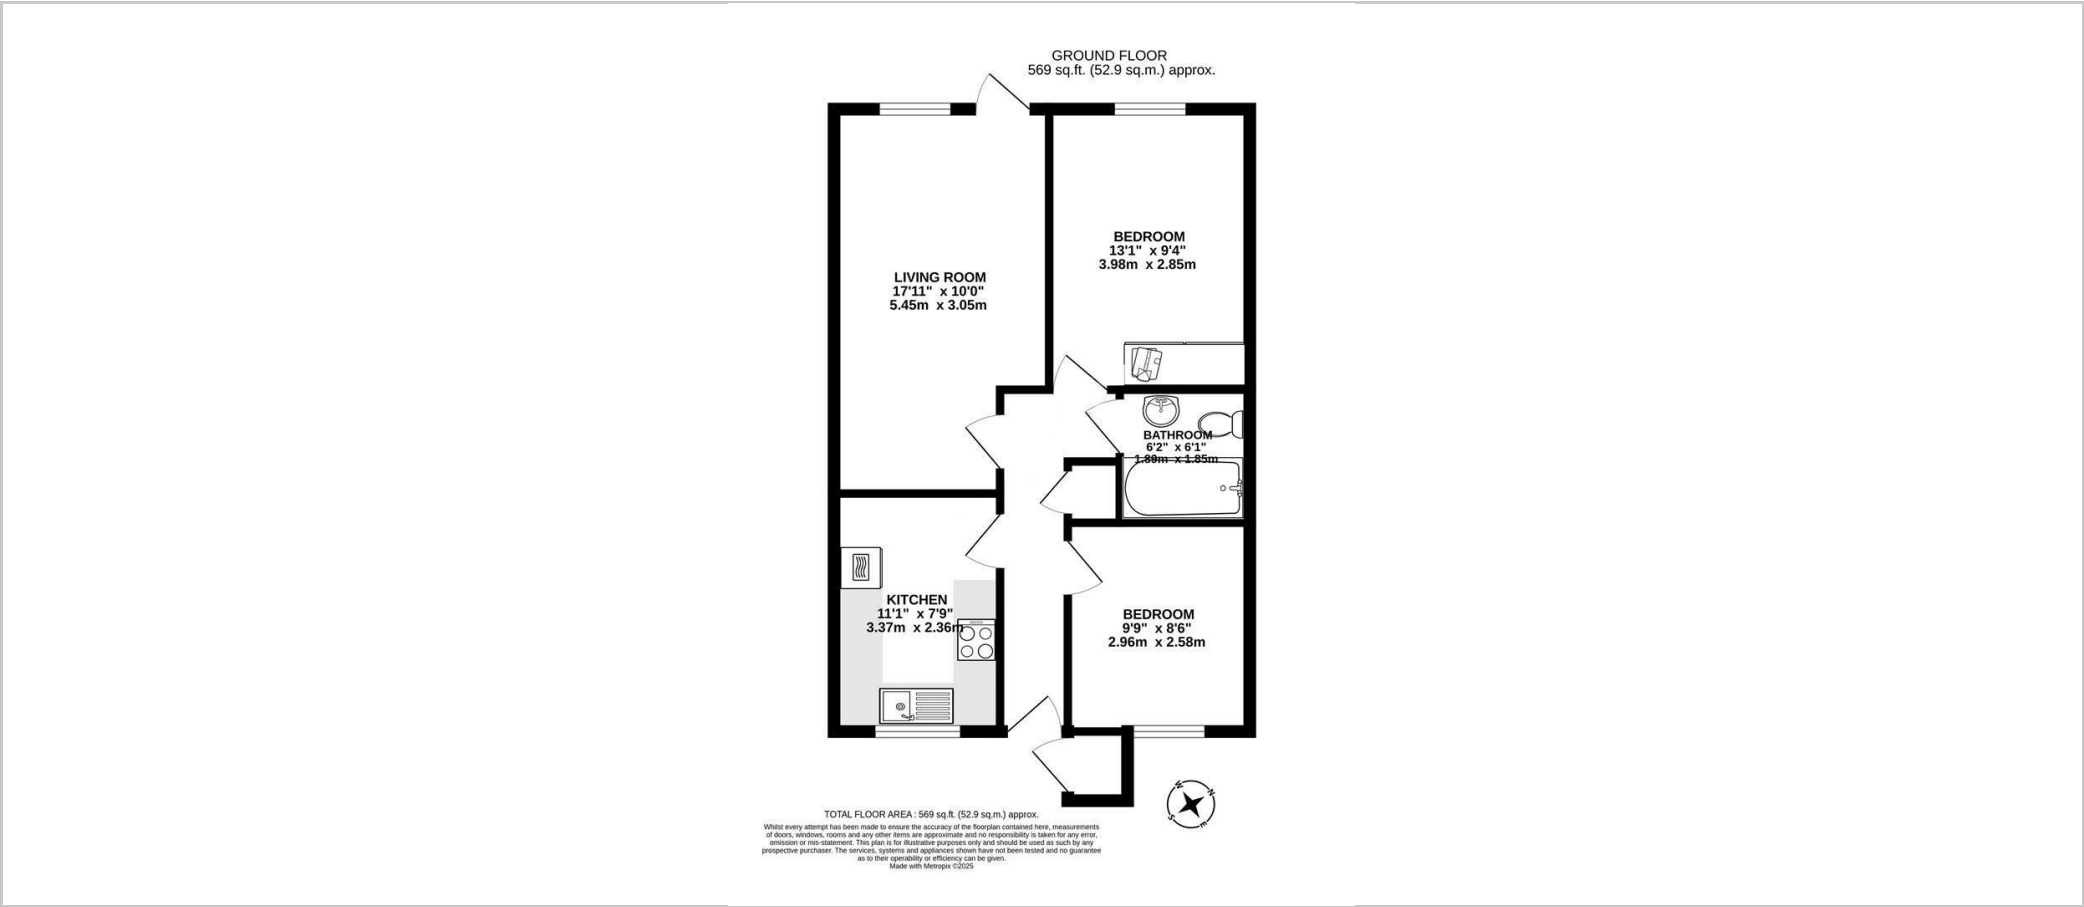 GROUND FLOOR
569 sq.ft. (52.9 sq.m.) approx.
BEDROOM
13'1" x 9'4"
3.98m x 2.85m
LIVING ROOM
17'11" x 10'0"
5.45m x 3.05m
BATHROOM
6'2" x 6'1"
1.89m x 1.85m
KITCHEN
11'1" x 7'9"
3.37m x 2.36m
BEDROOM
9'9" x 8'6"
2.96m x 2.58m
W
N
S
E
TOTAL FLOOR AREA : 569 sq.ft. (52.9 sq.m.) approx.
Whilst every attempt has been made to ensure the accuracy of the floorplan contained here, measurements
of doors, windows, rooms and any other items are approximate and no responsibility is taken for any error,
omission or mis-statement. This plan is for illustrative purposes only and should be used as such by any
prospective purchaser. The services, systems and appliances shown have not been tested and no guarantee
as to their operability or efficiency can be given.
Made with Metropix ©2025